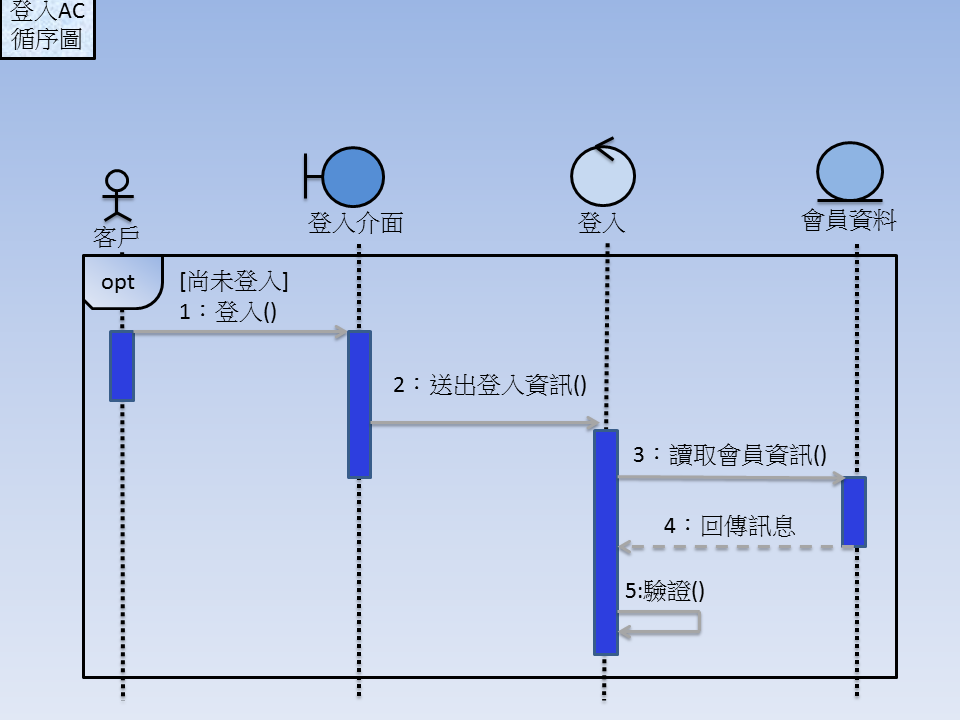 登入AC
循序圖
客戶
登入介面
登入
會員資料
opt
[尚未登入]
1：登入()
2：送出登入資訊()
3：讀取會員資訊()
4：回傳訊息
5:驗證()